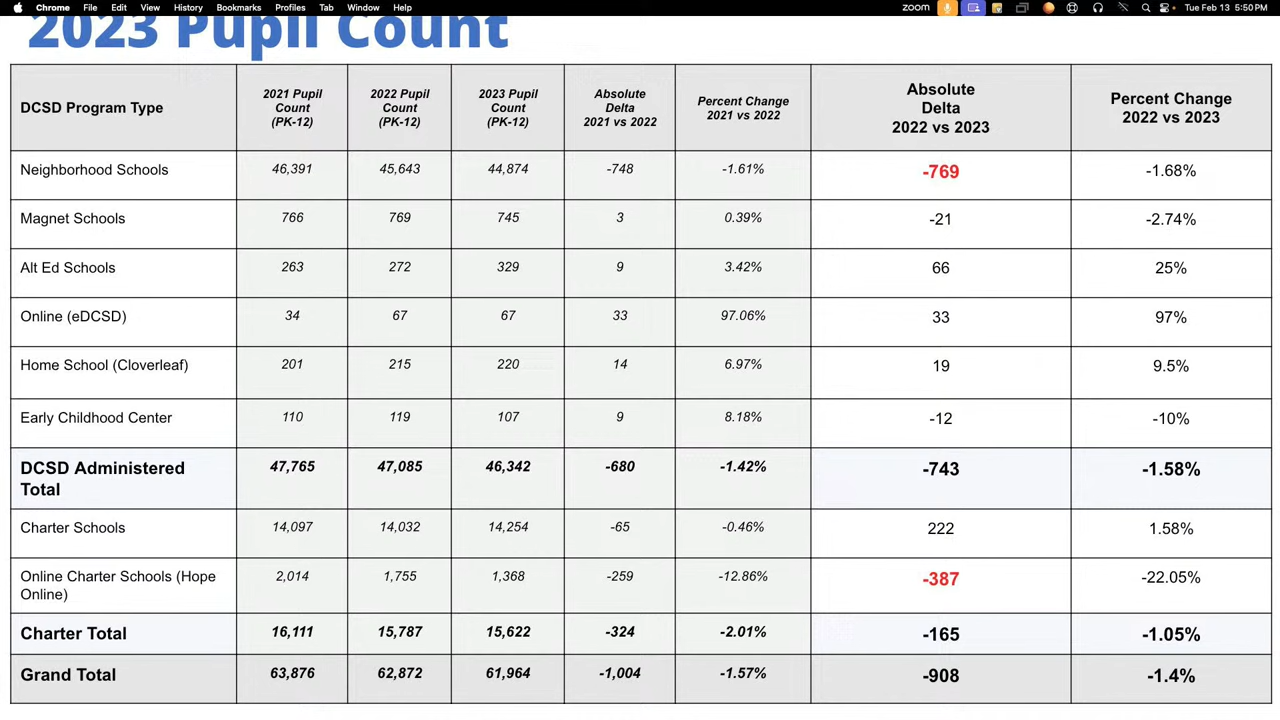 Chrome File Edit View History Bookmarks Profiles Tab Window Help zoom Tue Feb 13 5:50 PM
2023 Pupil Count
DCSD Program Type
2021 Pupil
Count
(PK-12)
2022 Pupil
Count
(PK-12)
2023 Pupil
Count
(PK-12)
Absolute
Delta
2021 vs 2022
Percent Change
2021 vs 2022
Absolute
Delta
2022 vs 2023
Percent Change
2022 vs 2023
Neighborhood Schools 46,391 45,643 44,874 -748 -1.61% -769 -1.68%
Magnet Schools 766 769 745 3 0.39% -21 -2.74%
Alt Ed Schools 263 272 329 9 3.42% 66 25%
Online (eDCSD) 34 67 67 33 97.06% 33 97%
Home School (Cloverleaf) 201 215 220 14 6.97% 19 9.5%
Early Childhood Center 110 119 107 9 8.18% -12 -10%
DCSD Administered
Total
47,765 47,085 46,342 -680 -1.42% -743 -1.58%
Charter Schools 14,097 14,032 14,254 -65 -0.46% 222 1.58%
Online Charter Schools (Hope
Online)
2,014 1,755 1,368 -259 -12.86% -387 -22.05%
Charter Total 16,111 15,787 15,622 -324 -2.01% -165 -1.05%
Grand Total 63,876 62,872 61,964 -1,004 -1.57% -908 -1.4%